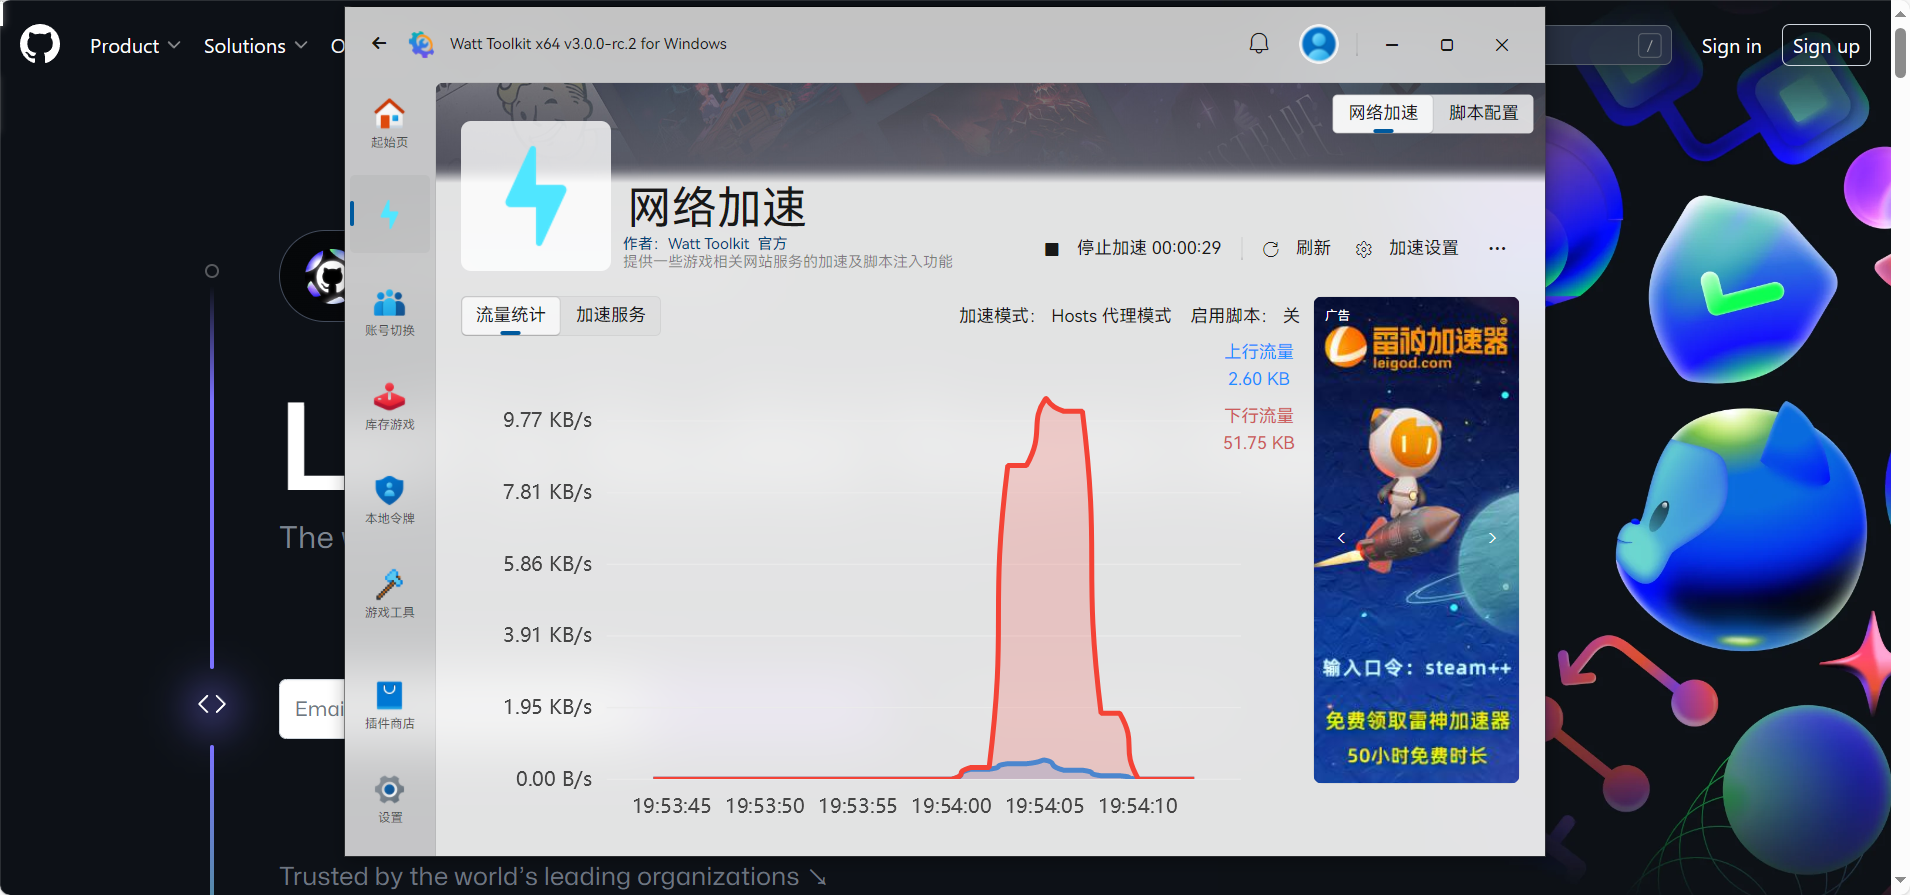 Product
Solutions
O
/
Sign in
Sign up
Watt Toolkit x64 v3.0.0-rc.2 for Windows
网络加速
脚本配置
起始页
账号切换
库存游戏
本地令牌
游戏工具
插件商店
设置
网络加速
作者: Watt Toolkit 官方
提供一些游戏相关网站服务的加速及脚本注入功能
停止加速 00:00:29
刷新
加速设置
流量统计
加速服务
加速模式: Hosts 代理模式 启用脚本: 关
上行流量
2.60 KB
下行流量
51.75 KB
9.77 KB/s
7.81 KB/s
5.86 KB/s
3.91 KB/s
1.95 KB/s
0.00 B/s
19:53:45 19:53:50 19:53:55 19:54:00 19:54:05 19:54:10
广告
雷神加速器
leigod.com
输入口令: steam++
免费领取雷神加速器
50小时免费时长
L
The
Emai
Trusted by the world's leading organizations ↘